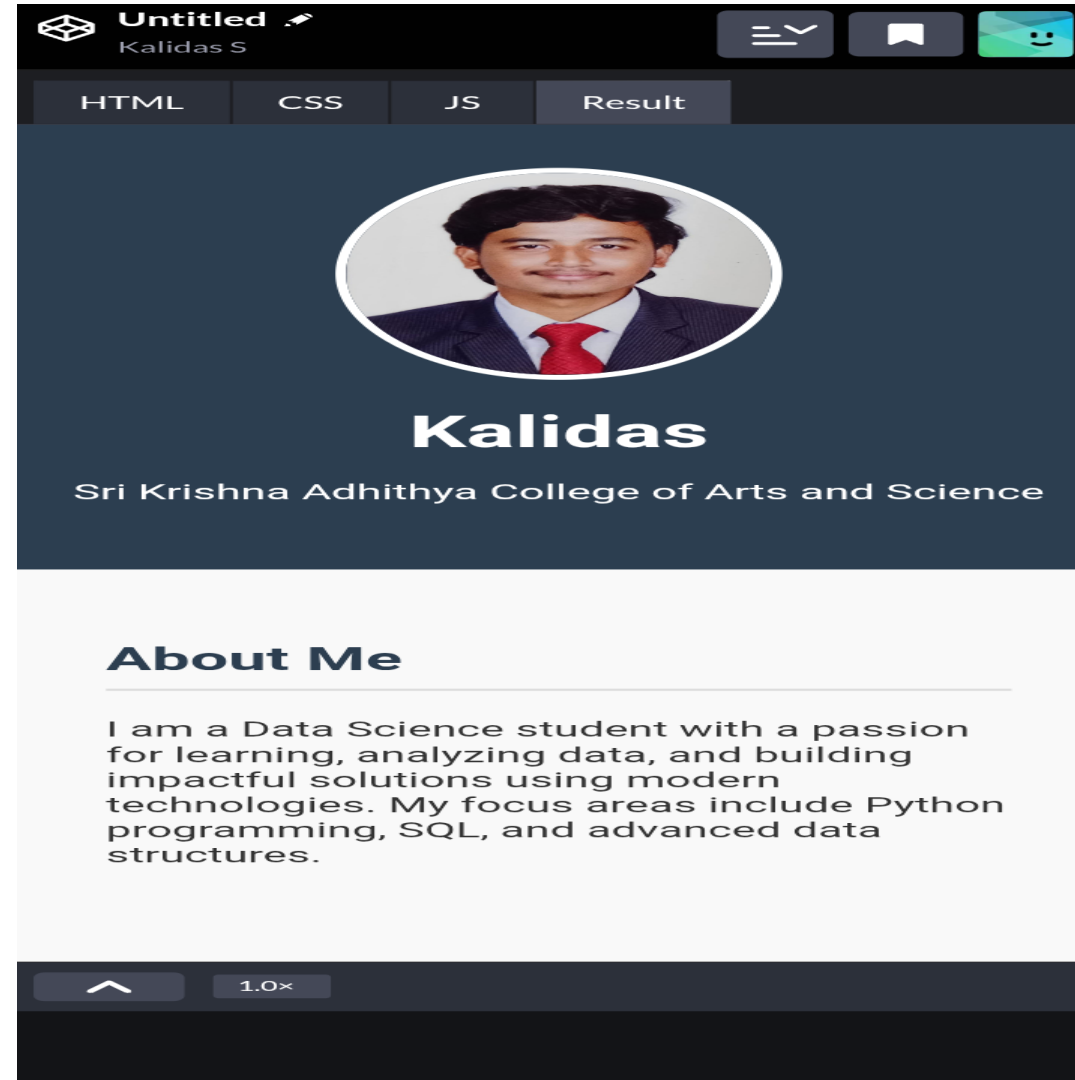 Untitled
Kalidas S
HTML CSS JS Result
Kalidas
Sri Krishna Adhithya College of Arts and Science
About Me
I am a Data Science student with a passion
for learning, analyzing data, and building
impactful solutions using modern
technologies. My focus areas include Python
programming, SQL, and advanced data
structures.
1.0×